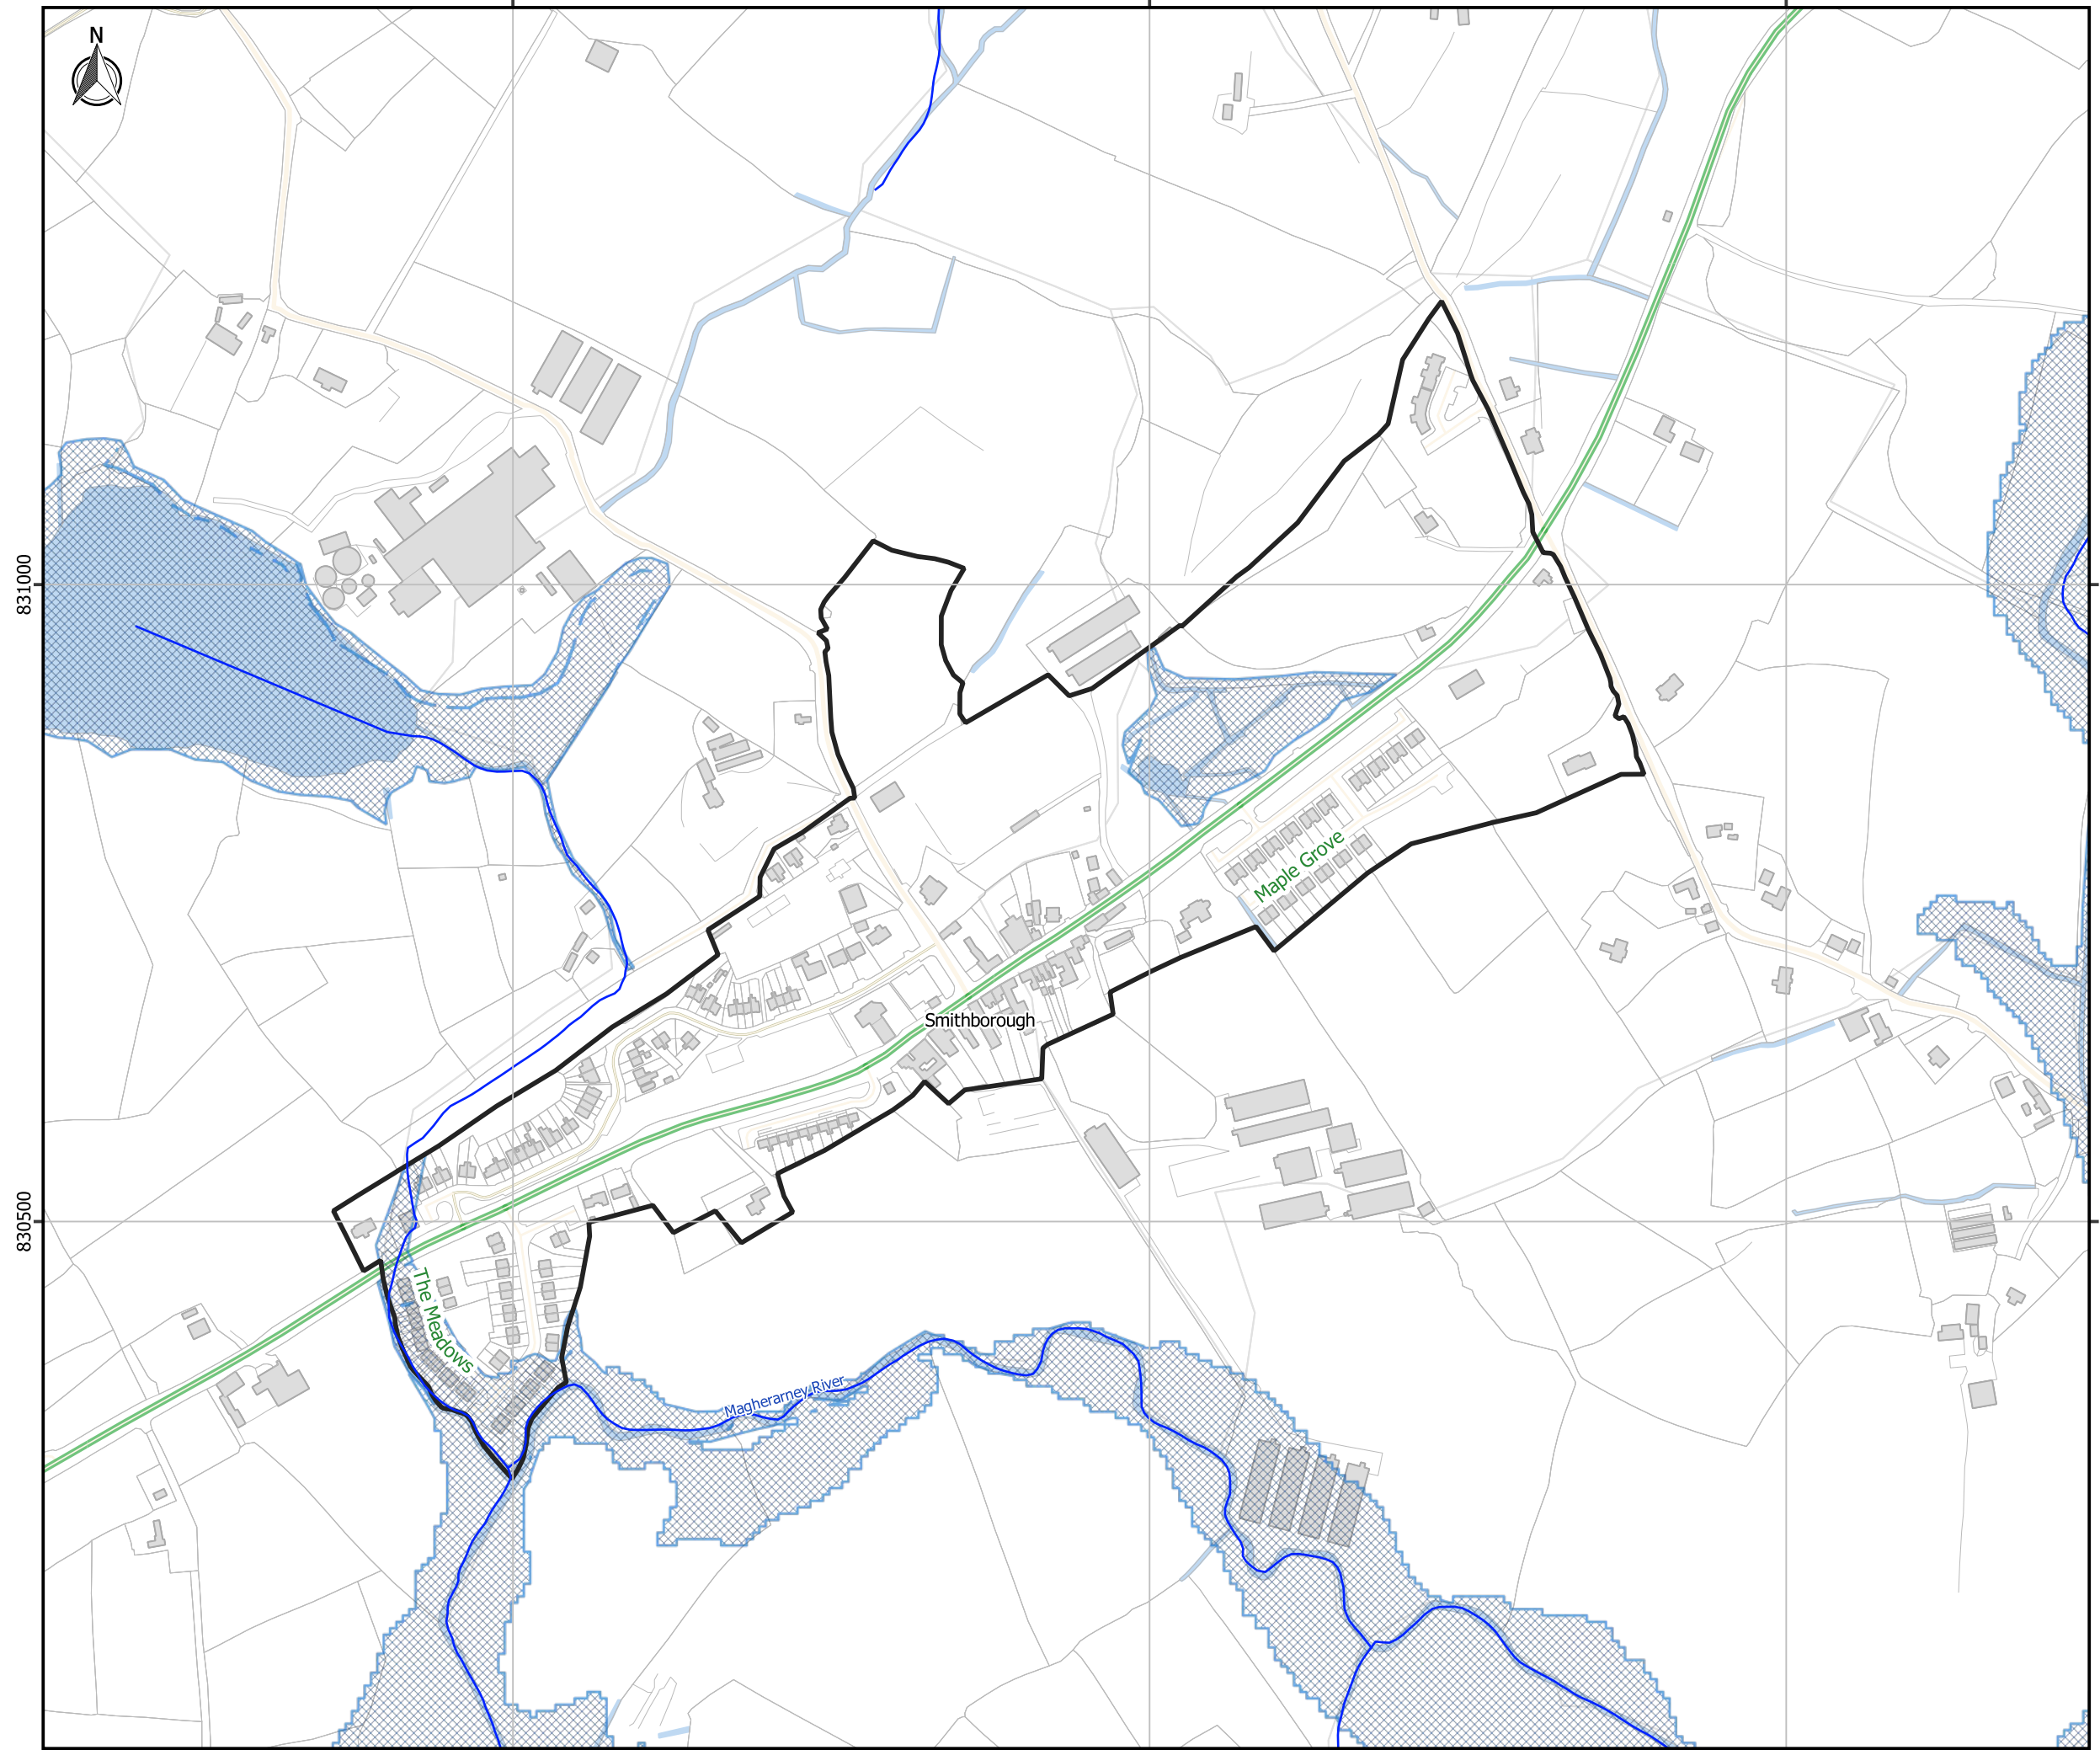 N
831000
Maple Grove
Smithborough
830500
The Meadows
Magherarney River